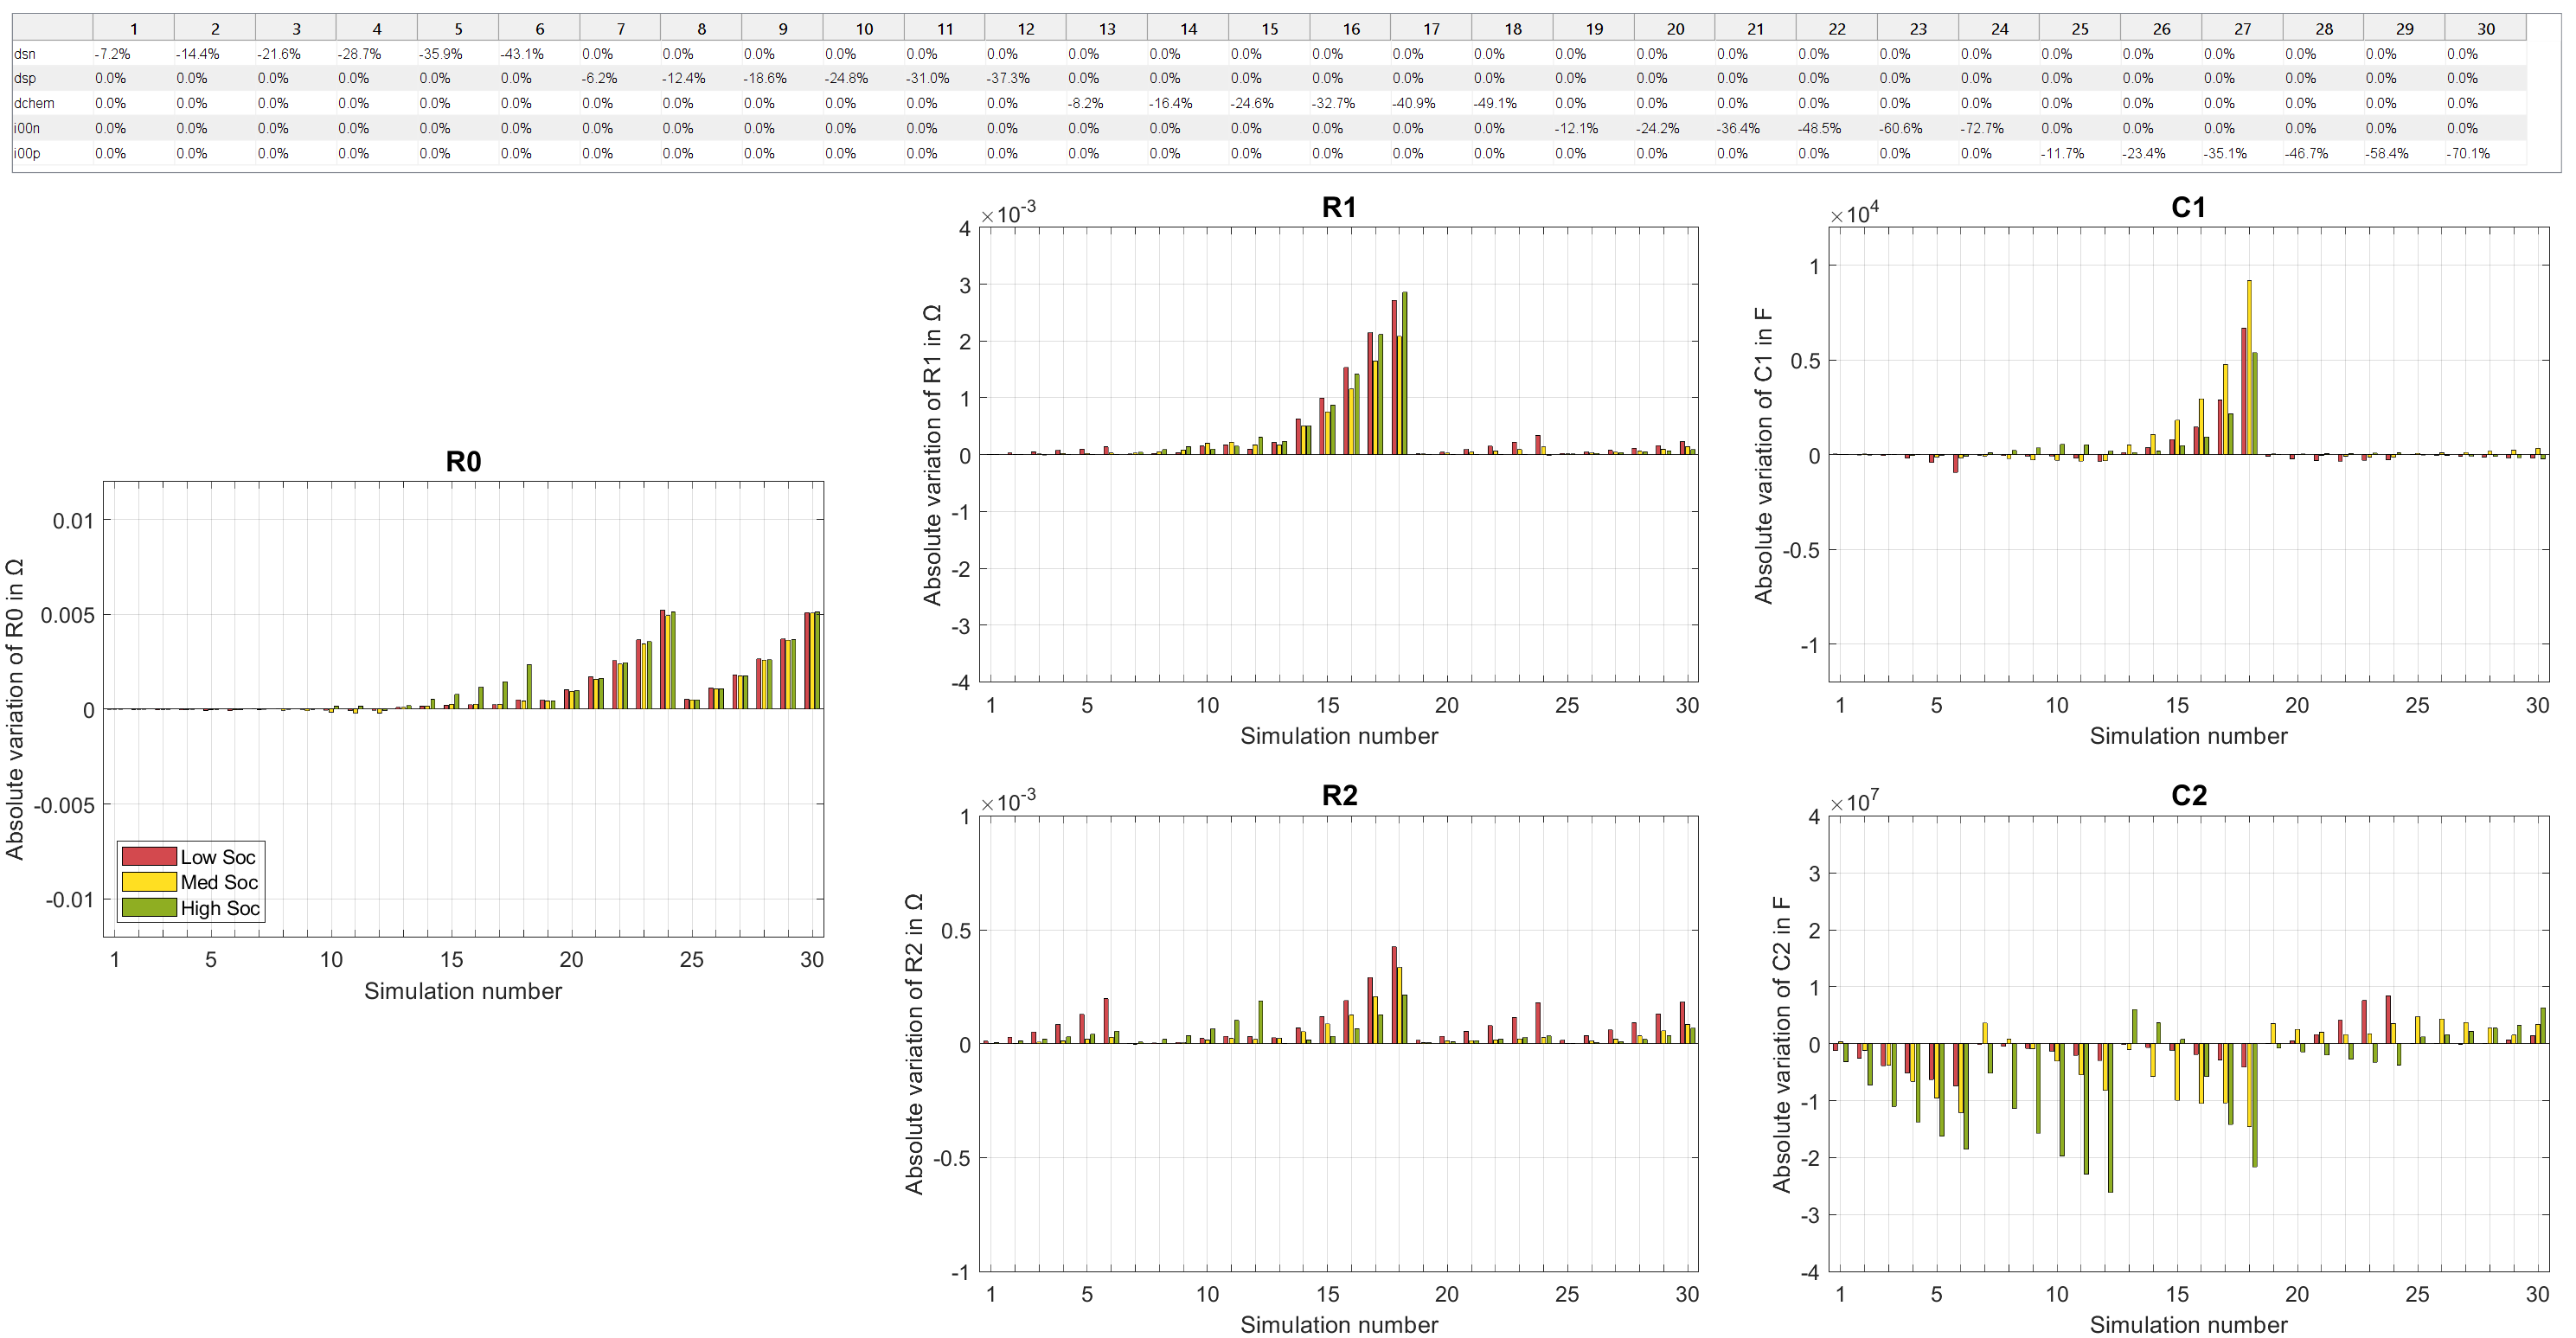 1 2 3 4 5 6 7 8 9 10 11 12 13 14 15 16 17 18 19 20 21 22 23 24 25 26 27 28 29 30
dsn -7.2% -14.4% -21.6% -28.7% -35.9% -43.1% 0.0% 0.0% 0.0% 0.0% 0.0% 0.0% 0.0% 0.0% 0.0% 0.0% 0.0% 0.0% 0.0% 0.0% 0.0% 0.0% 0.0% 0.0% 0.0% 0.0% 0.0% 0.0% 0.0% 0.0%
dsp 0.0% 0.0% 0.0% 0.0% 0.0% 0.0% -6.2% -12.4% -18.6% -24.8% -31.0% -37.3% 0.0% 0.0% 0.0% 0.0% 0.0% 0.0% 0.0% 0.0% 0.0% 0.0% 0.0% 0.0% 0.0% 0.0% 0.0% 0.0% 0.0% 0.0%
dchem 0.0% 0.0% 0.0% 0.0% 0.0% 0.0% 0.0% 0.0% 0.0% 0.0% 0.0% 0.0% -8.2% -16.4% -24.6% -32.7% -40.9% -49.1% 0.0% 0.0% 0.0% 0.0% 0.0% 0.0% 0.0% 0.0% 0.0% 0.0% 0.0% 0.0%
i00n 0.0% 0.0% 0.0% 0.0% 0.0% 0.0% 0.0% 0.0% 0.0% 0.0% 0.0% 0.0% 0.0% 0.0% 0.0% 0.0% 0.0% 0.0% -12.1% -24.2% -36.4% -48.5% -60.6% -72.7% 0.0% 0.0% 0.0% 0.0% 0.0% 0.0%
i00p 0.0% 0.0% 0.0% 0.0% 0.0% 0.0% 0.0% 0.0% 0.0% 0.0% 0.0% 0.0% 0.0% 0.0% 0.0% 0.0% 0.0% 0.0% 0.0% 0.0% 0.0% 0.0% 0.0% 0.0% -11.7% -23.4% -35.1% -46.7% -58.4% -70.1%
R0
Absolute variation of R0 in Ω
0.01
0.005
0
-0.005
-0.01
Low Soc
Med Soc
High Soc
1 5 10 15 20 25 30
Simulation number
R1
×10⁻³
Absolute variation of R1 in Ω
4
3
2
1
0
-1
-2
-3
-4
1 5 10 15 20 25 30
Simulation number
C1
×10⁴
Absolute variation of C1 in F
1
0.5
0
-0.5
-1
1 5 10 15 20 25 30
Simulation number
R2
×10⁻³
Absolute variation of R2 in Ω
1
0.5
0
-0.5
-1
1 5 10 15 20 25 30
Simulation number
C2
×10⁷
Absolute variation of C2 in F
4
3
2
1
0
-1
-2
-3
-4
1 5 10 15 20 25 30
Simulation number